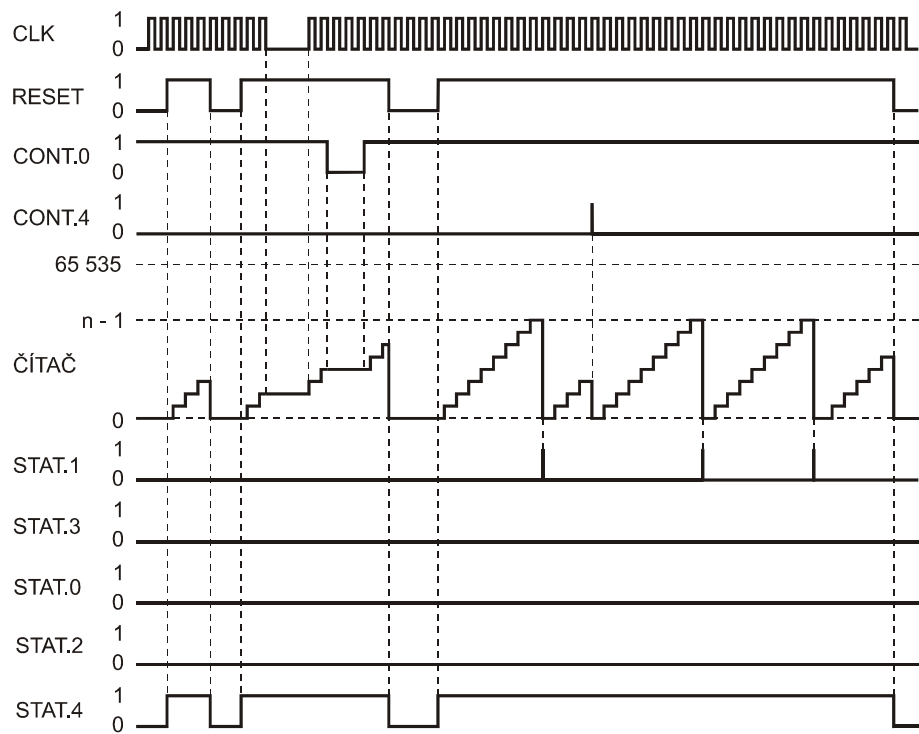 CLK 1
0
RESET 1
0
CONT.0 1
0
CONT.4 1
0
65 535
n - 1
ČÍTAČ
0
STAT.1 1
0
STAT.3 1
0
STAT.0 1
0
STAT.2 1
0
STAT.4 1
0